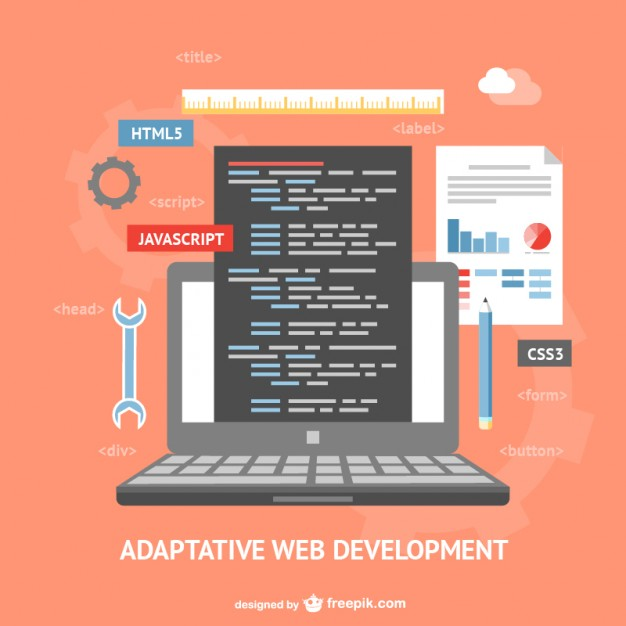 <title>
<label>
HTML5
<script>
JAVASCRIPT
<head>
CSS3
<form>
<div>
<button>
ADAPTATIVE WEB DEVELOPMENT
designed by freepik.com